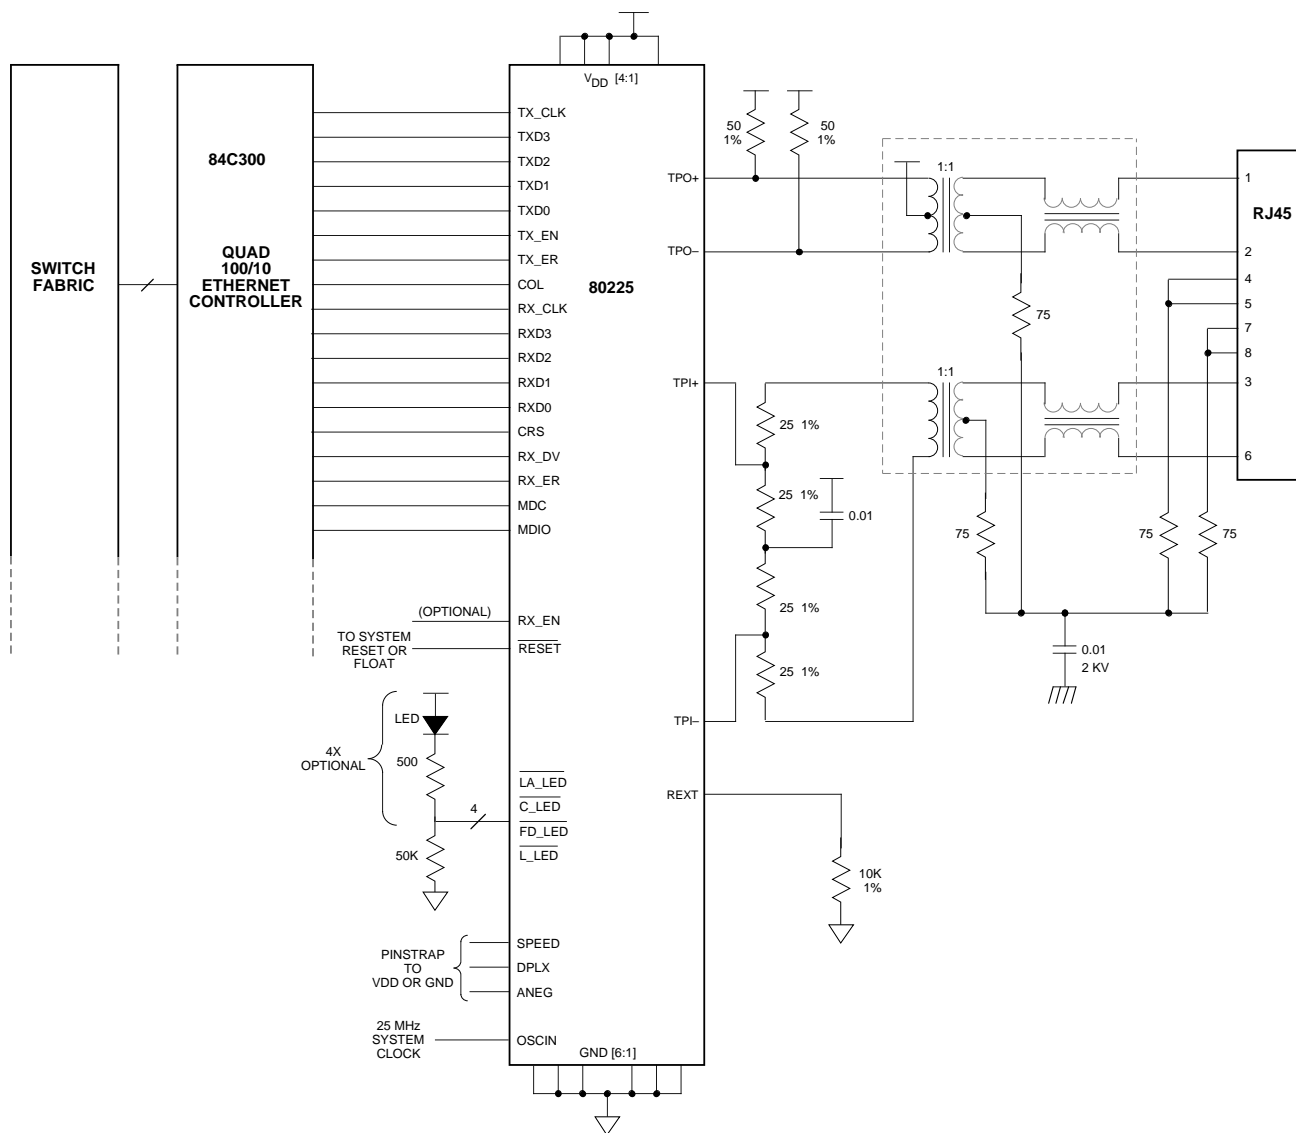 V_DD [4:1]
TX_CLK
TXD3
TXD2
TXD1
TXD0
TX_EN
TX_ER
COL
RX_CLK
RXD3
RXD2
RXD1
RXD0
CRS
RX_DV
RX_ER
MDC
MDIO
SWITCH
FABRIC
84C300
QUAD
100/10
ETHERNET
CONTROLLER
80225
(OPTIONAL)
RX_EN
TO SYSTEM
RESET OR
FLOAT
RESET
LED
4X
OPTIONAL
500
50K
4
LA_LED
C_LED
FD_LED
L_LED
PINSTRAP
TO
VDD OR GND
SPEED
DPLX
ANEG
25 MHz
SYSTEM
CLOCK
OSCIN
GND [6:1]
TPO+
TPO–
TPI+
TPI–
REXT
50
1%
50
1%
1:1
1:1
25 1%
25 1%
0.01
25 1%
25 1%
10K
1%
75
75
75
75
0.01
2 KV
RJ45
1
2
4
5
7
8
3
6